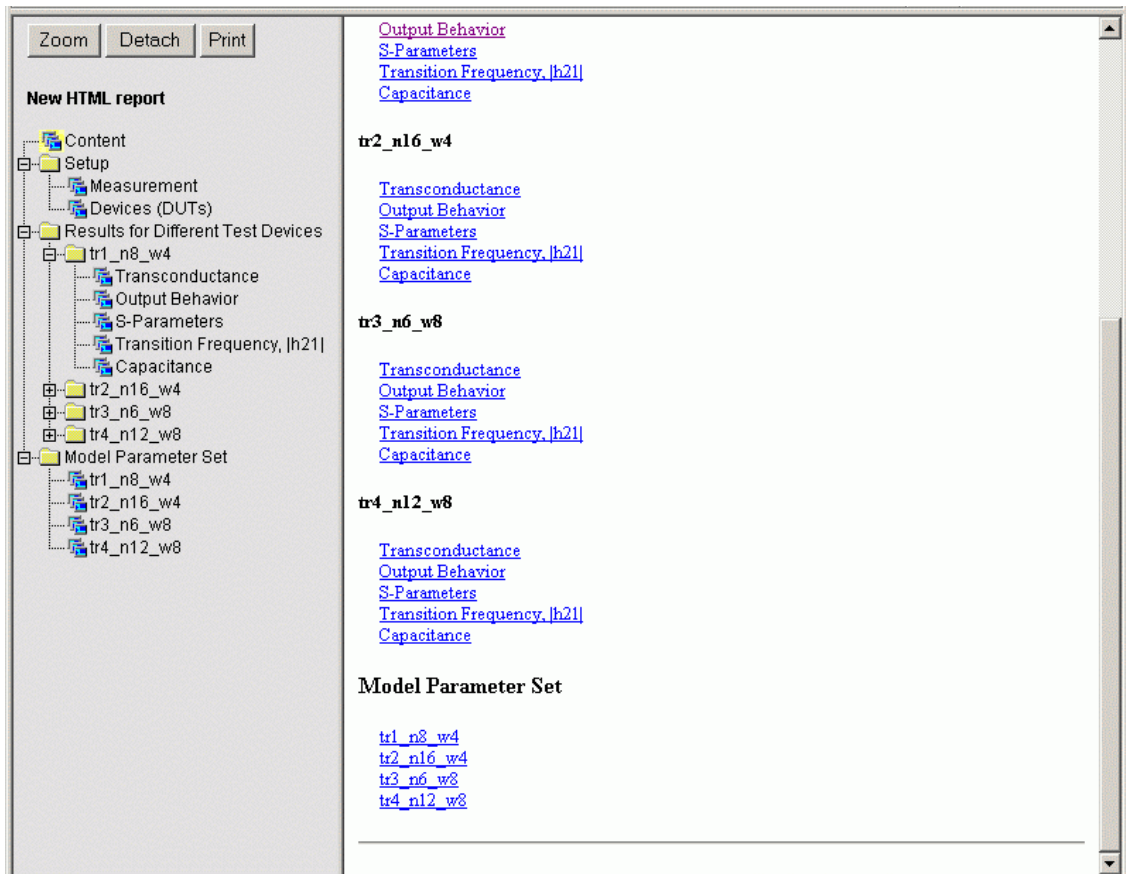 Zoom Detach Print
New HTML report
Content
Setup
Measurement
Devices (DUTs)
Results for Different Test Devices
tr1_n8_w4
Transconductance
Output Behavior
S-Parameters
Transition Frequency, |h21|
Capacitance
tr2_n16_w4
tr3_n6_w8
tr4_n12_w8
Model Parameter Set
tr1_n8_w4
tr2_n16_w4
tr3_n6_w8
tr4_n12_w8
Output Behavior
S-Parameters
Transition Frequency, |h21|
Capacitance
tr2_n16_w4
Transconductance
Output Behavior
S-Parameters
Transition Frequency, |h21|
Capacitance
tr3_n6_w8
Transconductance
Output Behavior
S-Parameters
Transition Frequency, |h21|
Capacitance
tr4_n12_w8
Transconductance
Output Behavior
S-Parameters
Transition Frequency, |h21|
Capacitance
Model Parameter Set
tr1_n8_w4
tr2_n16_w4
tr3_n6_w8
tr4_n12_w8